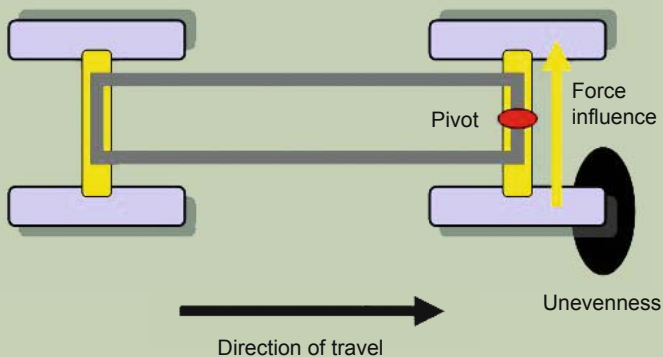 Force
influence
Pivot
Unevenness
Direction of travel